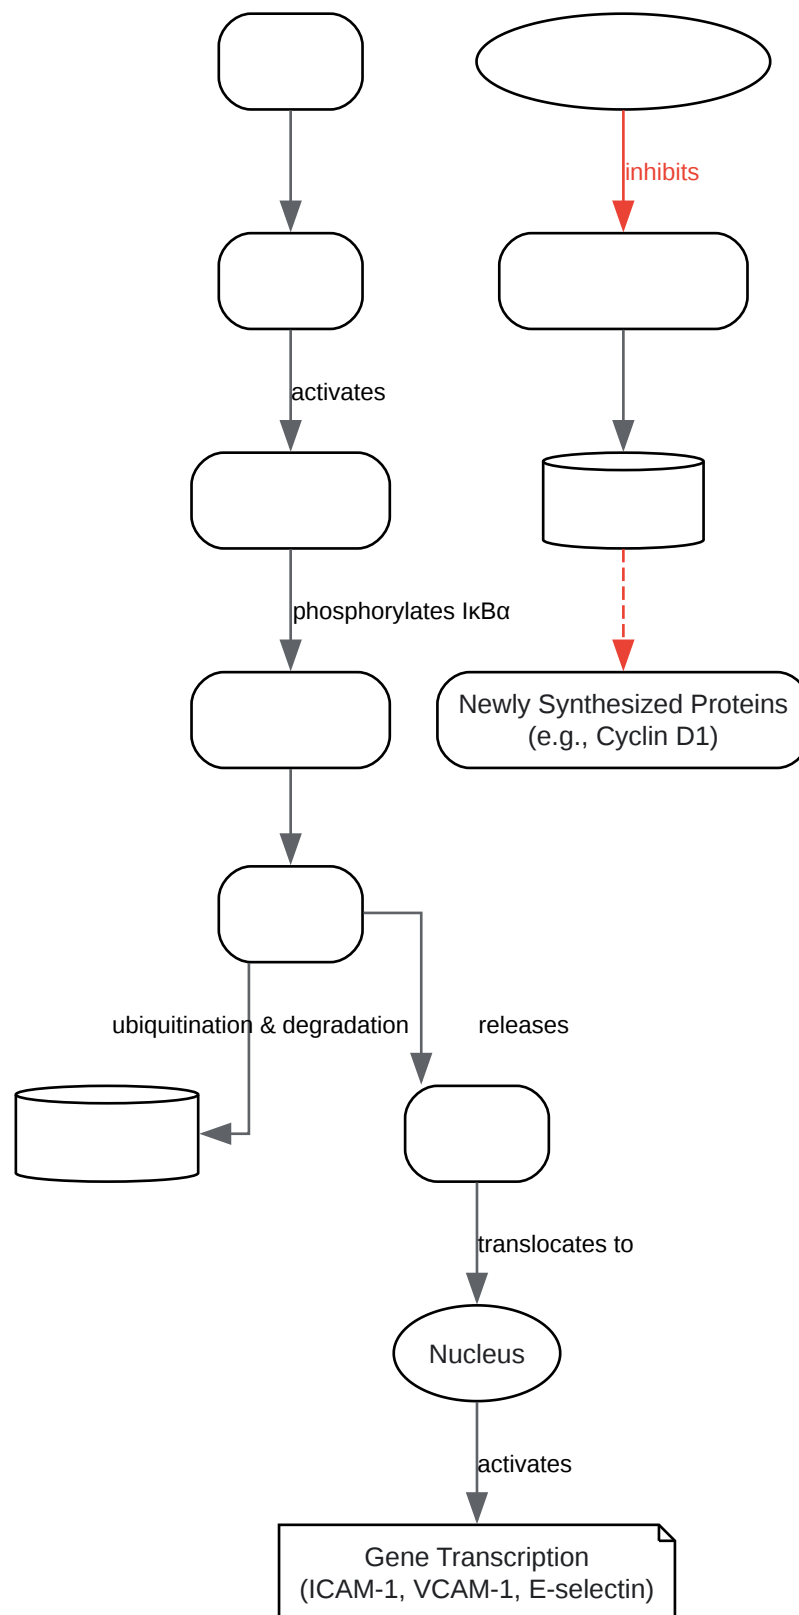 inhibits
activates
phosphorylates IκBα
Newly Synthesized Proteins
(e.g., Cyclin D1)
ubiquitination & degradation
releases
translocates to
Nucleus
activates
Gene Transcription
(ICAM-1, VCAM-1, E-selectin)